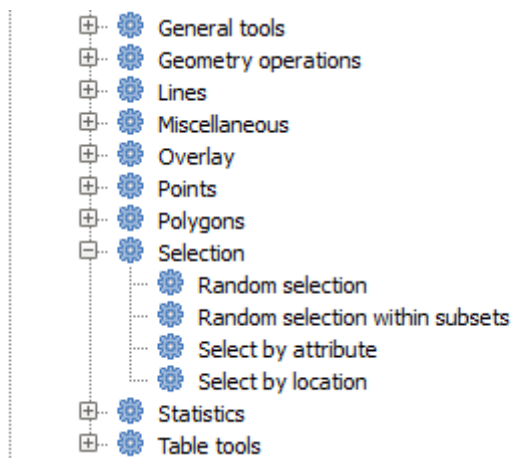 General tools
Geometry operations
Lines
Miscellaneous
Overlay
Points
Polygons
Selection
Random selection
Random selection within subsets
Select by attribute
Select by location
Statistics
Table tools